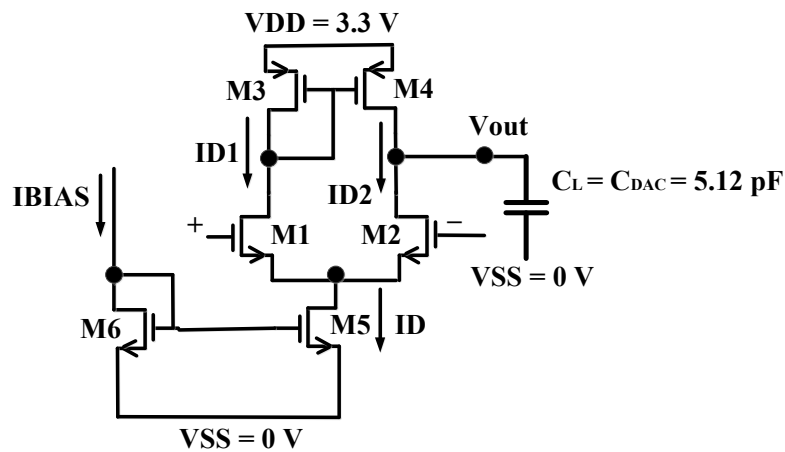 VDD = 3.3 V
M3
M4
Vout
ID1
ID2
CL = CDAC = 5.12 pF
IBIAS
+
M1
M2
−
VSS = 0 V
M6
M5
ID
VSS = 0 V